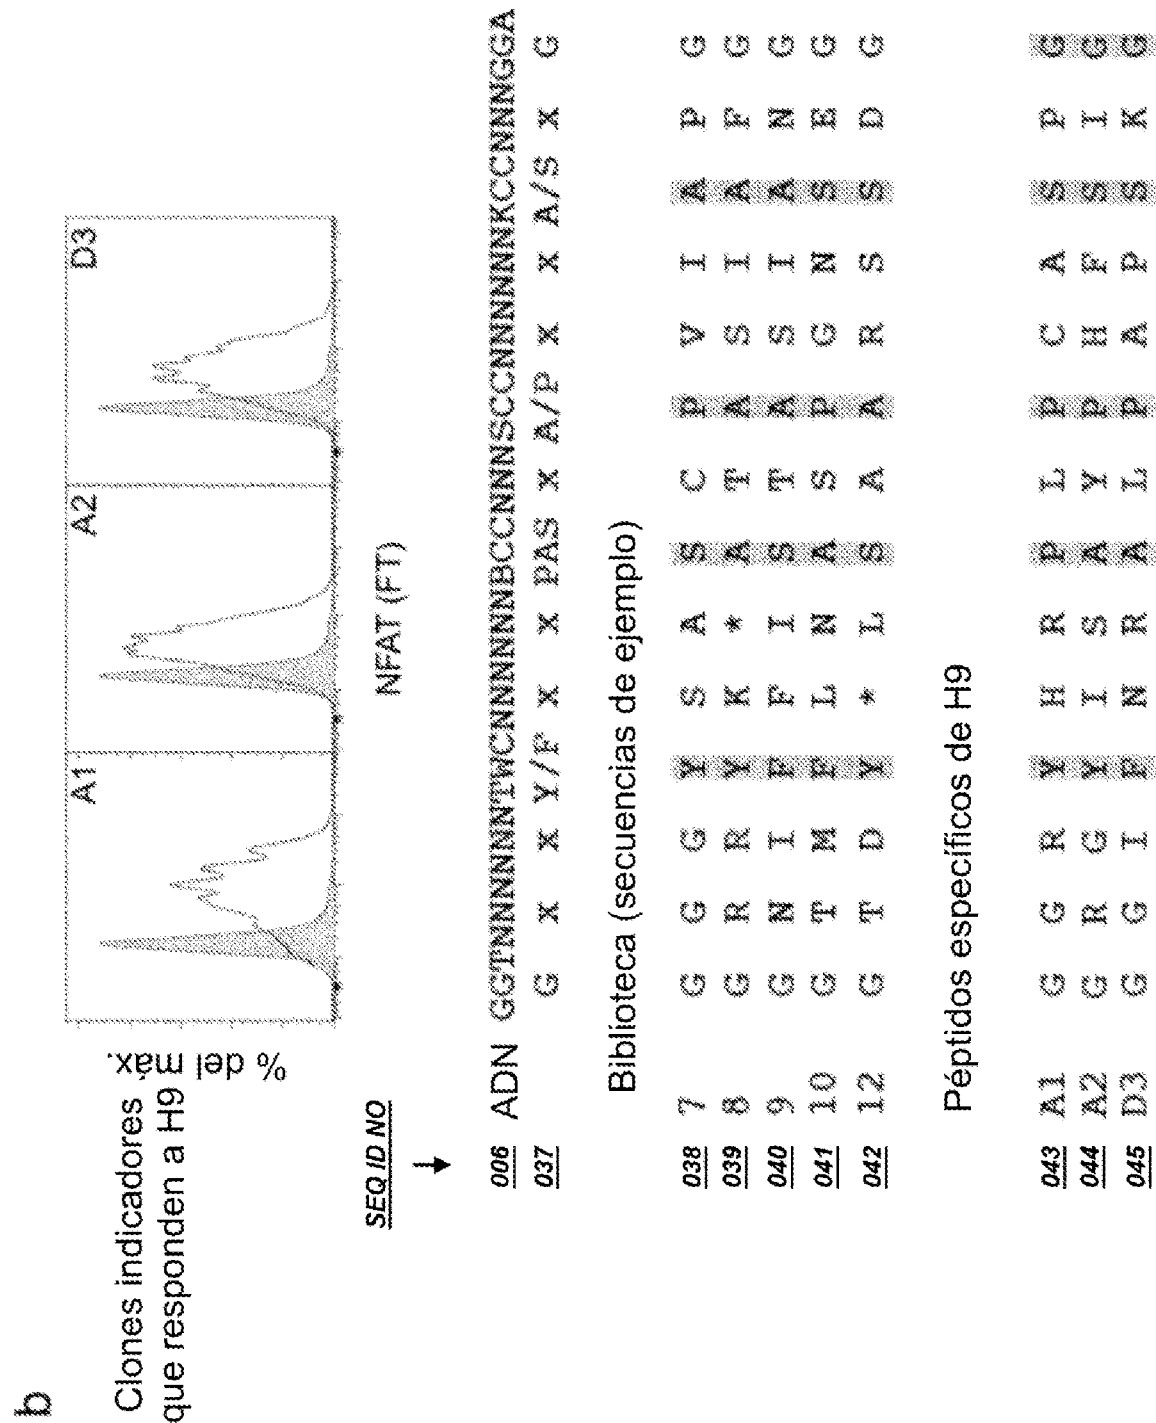 b
Clones indicadores
que responden a H9
% del máx.
A1
A2
D3
NFAT (FT)
SEQ ID NO
006 ADN GGTNNNNNNTWCNNNNNNBCCNNNSCCNNNNNNKCCNNNGGA
037 G x x Y/F x x PAS x A/P x x A/S x G
Biblioteca (secuencias de ejemplo)
038 7 G G G Y S A S C P V I A P G
039 8 G R R Y K * A T A S I A F G
040 9 G N I F F I S T A S I A N G
041 10 G T M F L N A S P G N S E G
042 12 G T D Y * L S A A R S S D G
Péptidos específicos de H9
043 A1 G G R Y H R P L P C A S P G
044 A2 G R G Y I S A Y P H F S I G
045 D3 G G I F N R A L P A P S K G